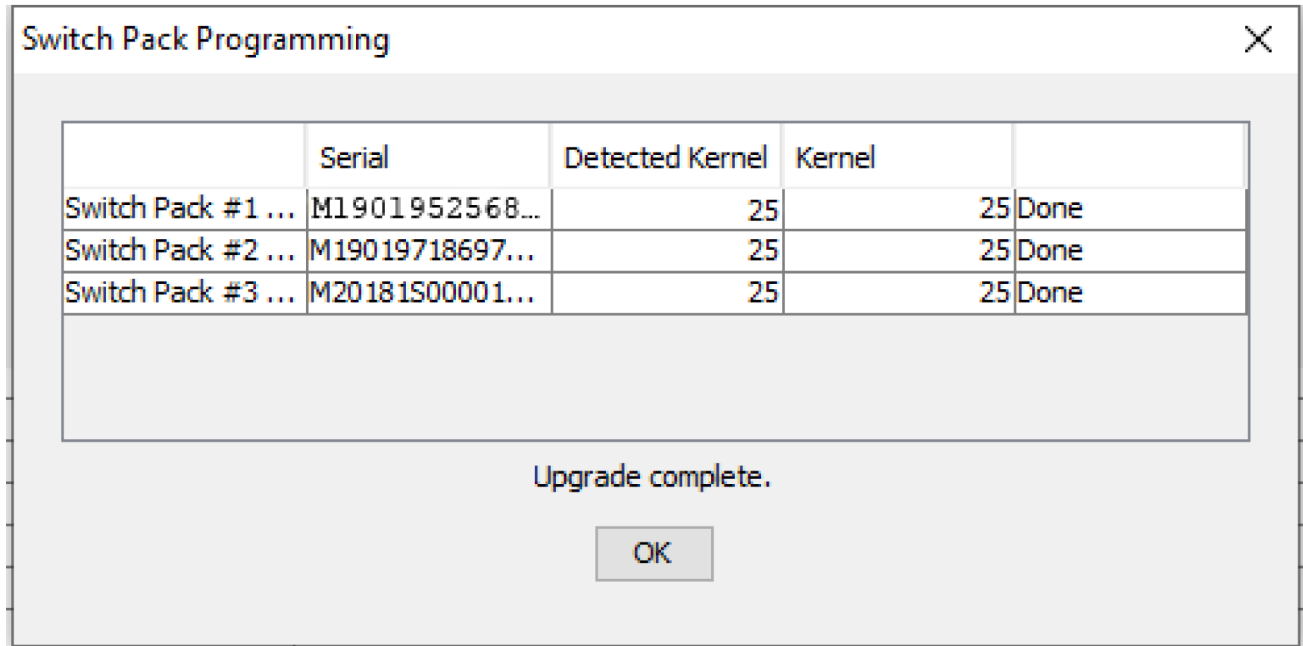 Switch Pack Programming
Serial Detected Kernel Kernel
Switch Pack #1 ... M1901952568... 25 25 Done
Switch Pack #2 ... M19019718697... 25 25 Done
Switch Pack #3 ... M20181S00001... 25 25 Done
Upgrade complete.
OK